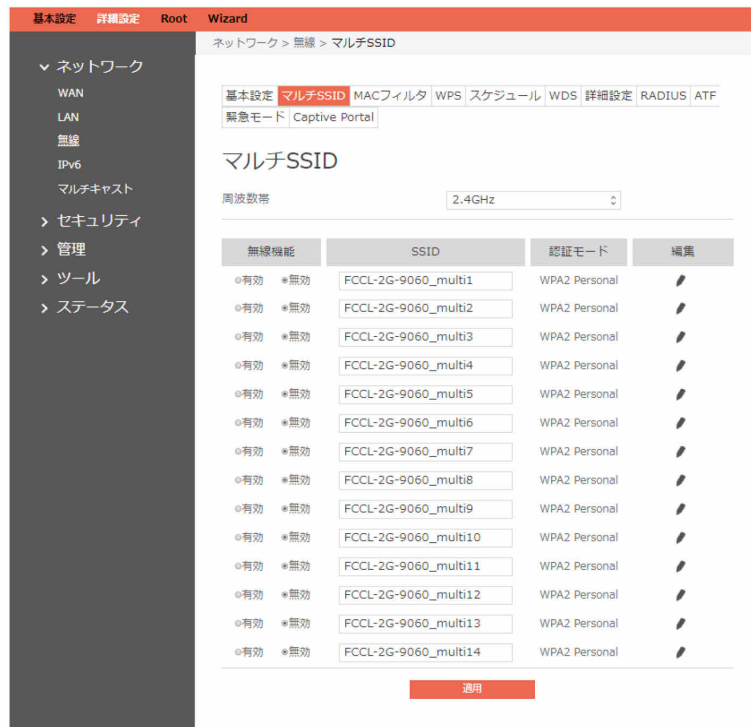 基本設定 詳細設定 Root Wizard
ネットワーク > 無線 > マルチSSID
ネットワーク
WAN
LAN
無線
IPv6
マルチキャスト
セキュリティ
管理
ツール
ステータス
基本設定 マルチSSID MACフィルタ WPS スケジュール WDS 詳細設定 RADIUS ATF
緊急モード Captive Portal
マルチSSID
周波数帯 2.4GHz
無線機能 SSID 認証モード 編集
有効 無効 FCCL-2G-9060_multi1 WPA2 Personal
有効 無効 FCCL-2G-9060_multi2 WPA2 Personal
有効 無効 FCCL-2G-9060_multi3 WPA2 Personal
有効 無効 FCCL-2G-9060_multi4 WPA2 Personal
有効 無効 FCCL-2G-9060_multi5 WPA2 Personal
有効 無効 FCCL-2G-9060_multi6 WPA2 Personal
有効 無効 FCCL-2G-9060_multi7 WPA2 Personal
有効 無効 FCCL-2G-9060_multi8 WPA2 Personal
有効 無効 FCCL-2G-9060_multi9 WPA2 Personal
有効 無効 FCCL-2G-9060_multi10 WPA2 Personal
有効 無効 FCCL-2G-9060_multi11 WPA2 Personal
有効 無効 FCCL-2G-9060_multi12 WPA2 Personal
有効 無効 FCCL-2G-9060_multi13 WPA2 Personal
有効 無効 FCCL-2G-9060_multi14 WPA2 Personal
適用